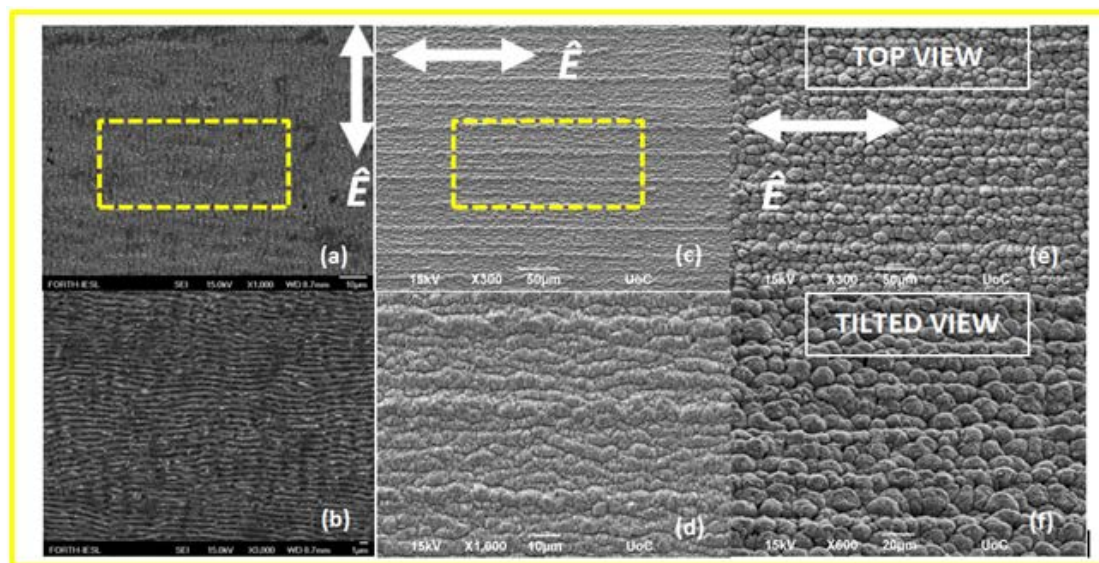 Ê
(a)
FORTH-IESL SEI 15.0kV X1,000 WD 8.7mm 10µm
(b)
FORTH-IESL SEI 15.0kV X3,000 WD 8.7mm 1µm
Ê
(c)
15kV X300 50µm UoC
(d)
15kV X1,000 10µm UoC
TOP VIEW
Ê
(e)
15kV X300 50µm UoC
TILTED VIEW
(f)
15kV X600 20µm UoC